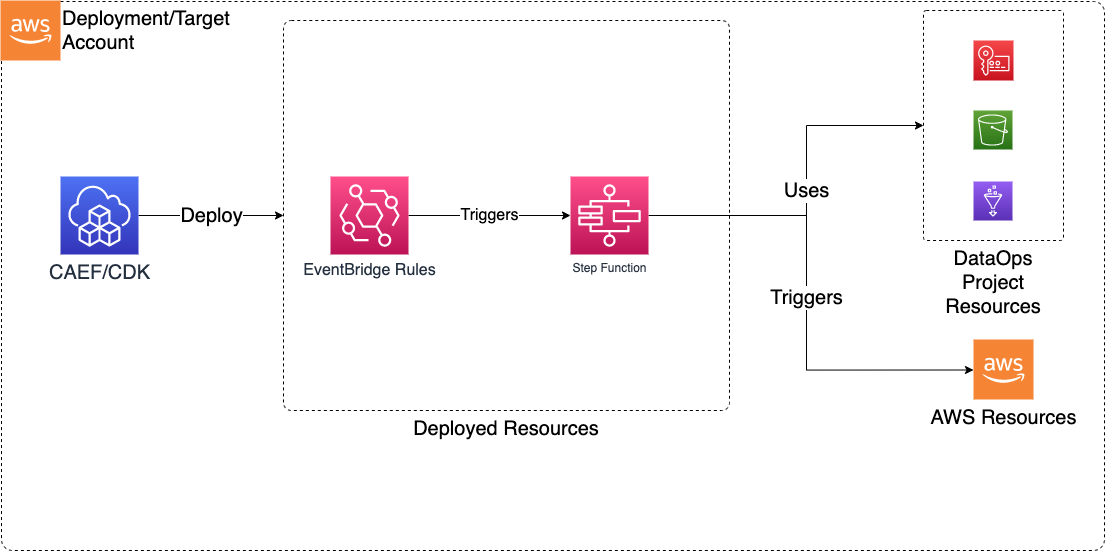 aws
Deployment/Target
Account
Deploy
CAEF/CDK
Triggers
EventBridge Rules
Step Function
Deployed Resources
Uses
Triggers
DataOps
Project
Resources
aws
AWS Resources